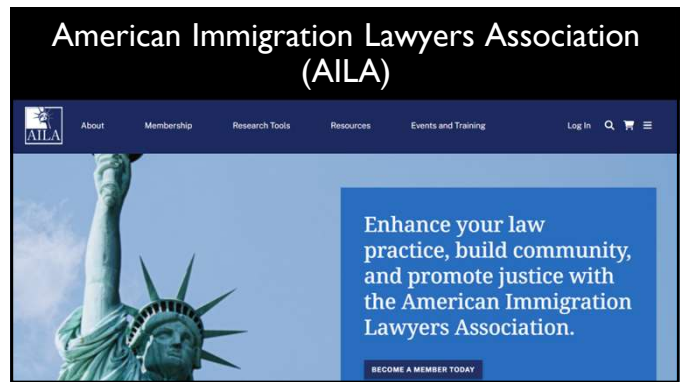 American Immigration Lawyers Association
(AILA)
AILA
About Membership Research Tools Resources Events and Training Log In
Enhance your law
practice, build community,
and promote justice with
the American Immigration
Lawyers Association.
BECOME A MEMBER TODAY